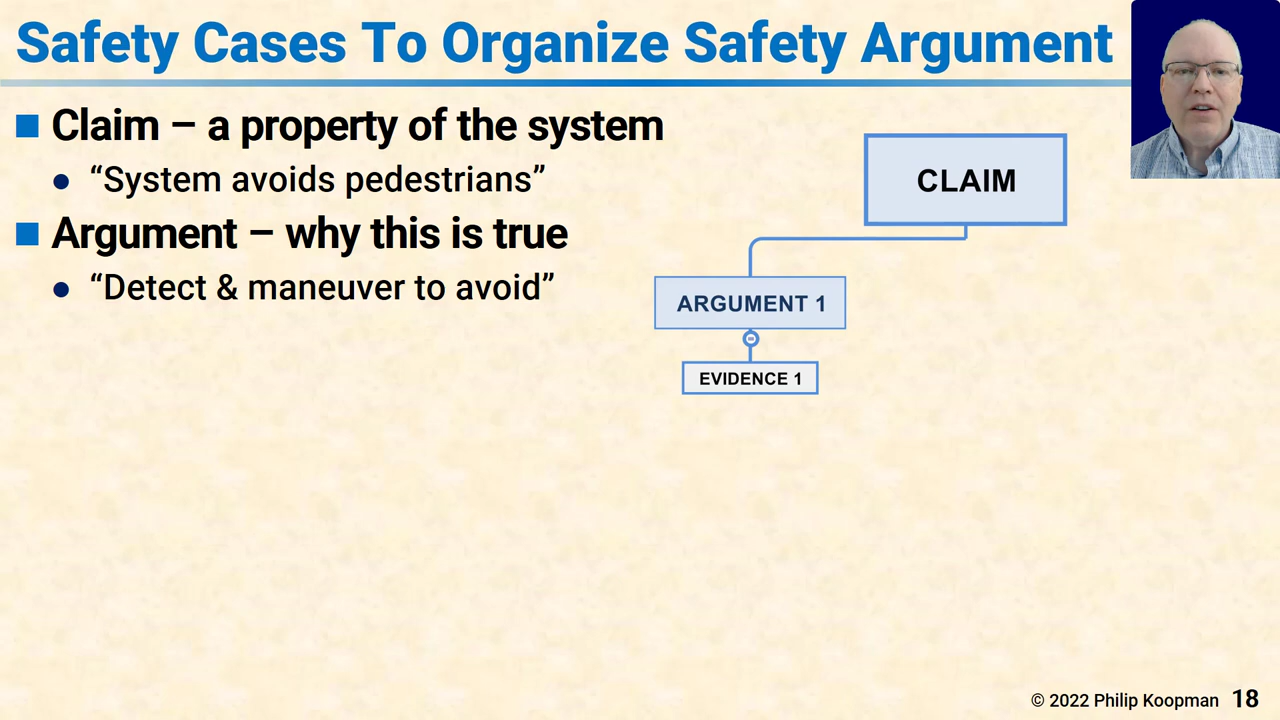 Safety Cases To Organize Safety Argument
Claim – a property of the system
“System avoids pedestrians”
Argument – why this is true
“Detect & maneuver to avoid”
CLAIM
ARGUMENT 1
EVIDENCE 1
© 2022 Philip Koopman 18